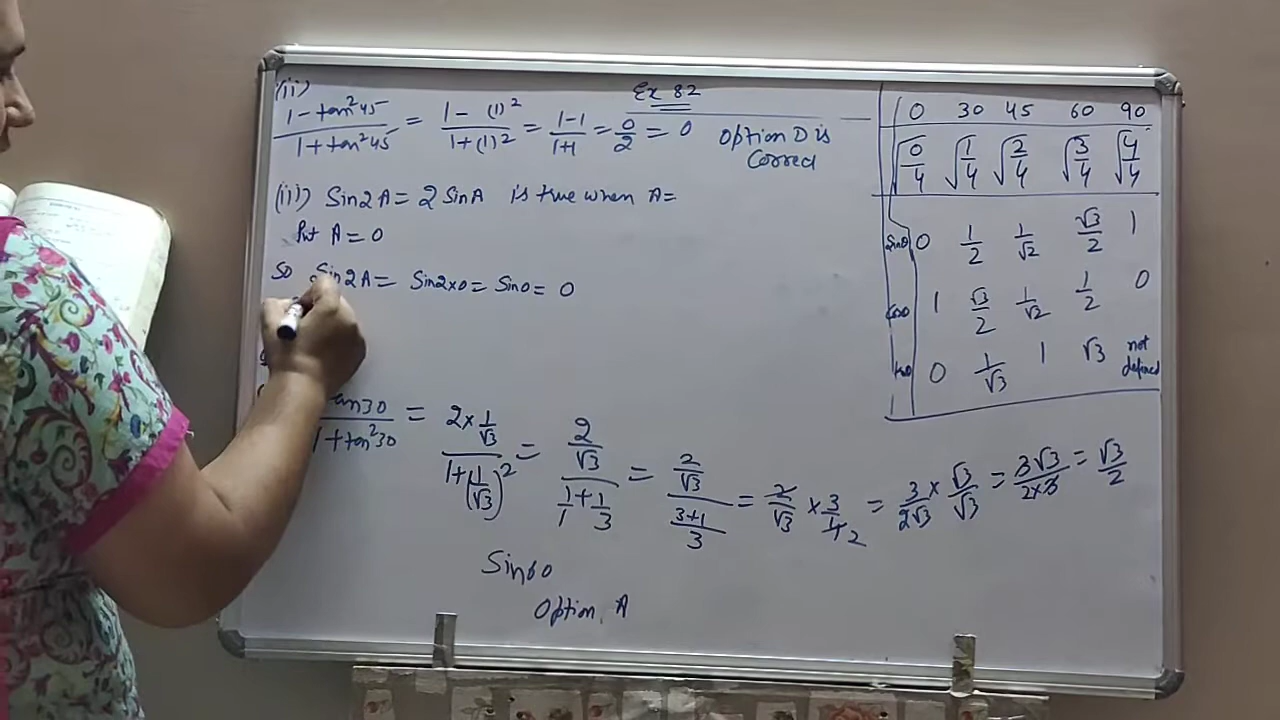 Ex 82
(ii)
1 - tan²45 / 1 + tan²45 = 1 - (1)² / 1 + (1)² = 1-1 / 1+1 = 0/2 = 0 Option D is Correct
(iii) Sin2A = 2 SinA is true when A =
Put A = 0
So Sin2A = Sin2×0 = Sin0 = 0
tan30 / 1 + tan²30 = 2 × 1/√3 / 1 + (1/√3)² = 2/√3 / 1/1 + 1/3 = 2/√3 / 3+1/3 = 2/√3 × 3/4 2 = 3/2√3 × √3/√3 = 3√3 / 2×3 = √3/2
Sin60
Option A
0 30 45 60 90
√0/4 √1/4 √2/4 √3/4 √4/4
Sinθ 0 1/2 1/√2 √3/2 1
Cosθ 1 √3/2 1/√2 1/2 0
0 1/√3 1 √3 not defined